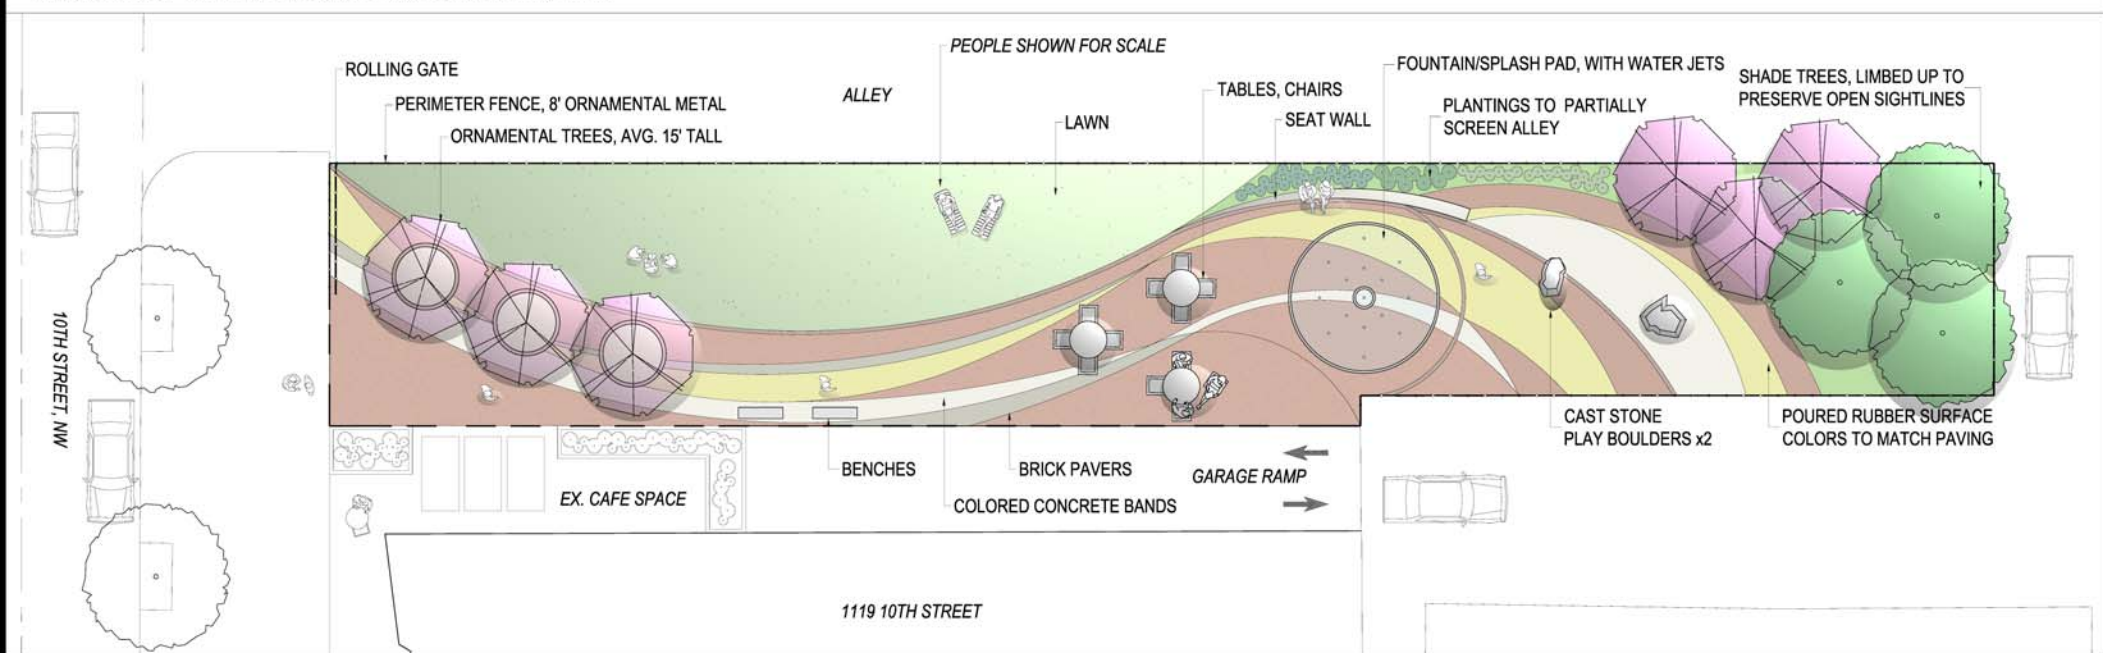 PEOPLE SHOWN FOR SCALE
ROLLING GATE
FOUNTAIN/SPLASH PAD, WITH WATER JETS
SHADE TREES, LIMBED UP TO
PRESERVE OPEN SIGHTLINES
PERIMETER FENCE, 8' ORNAMENTAL METAL
ALLEY
TABLES, CHAIRS
PLANTINGS TO PARTIALLY
SCREEN ALLEY
ORNAMENTAL TREES, AVG. 15' TALL
LAWN
SEAT WALL
10TH STREET, NW
CAST STONE
PLAY BOULDERS x2
POURED RUBBER SURFACE
COLORS TO MATCH PAVING
BENCHES
BRICK PAVERS
GARAGE RAMP
EX. CAFE SPACE
COLORED CONCRETE BANDS
1119 10TH STREET